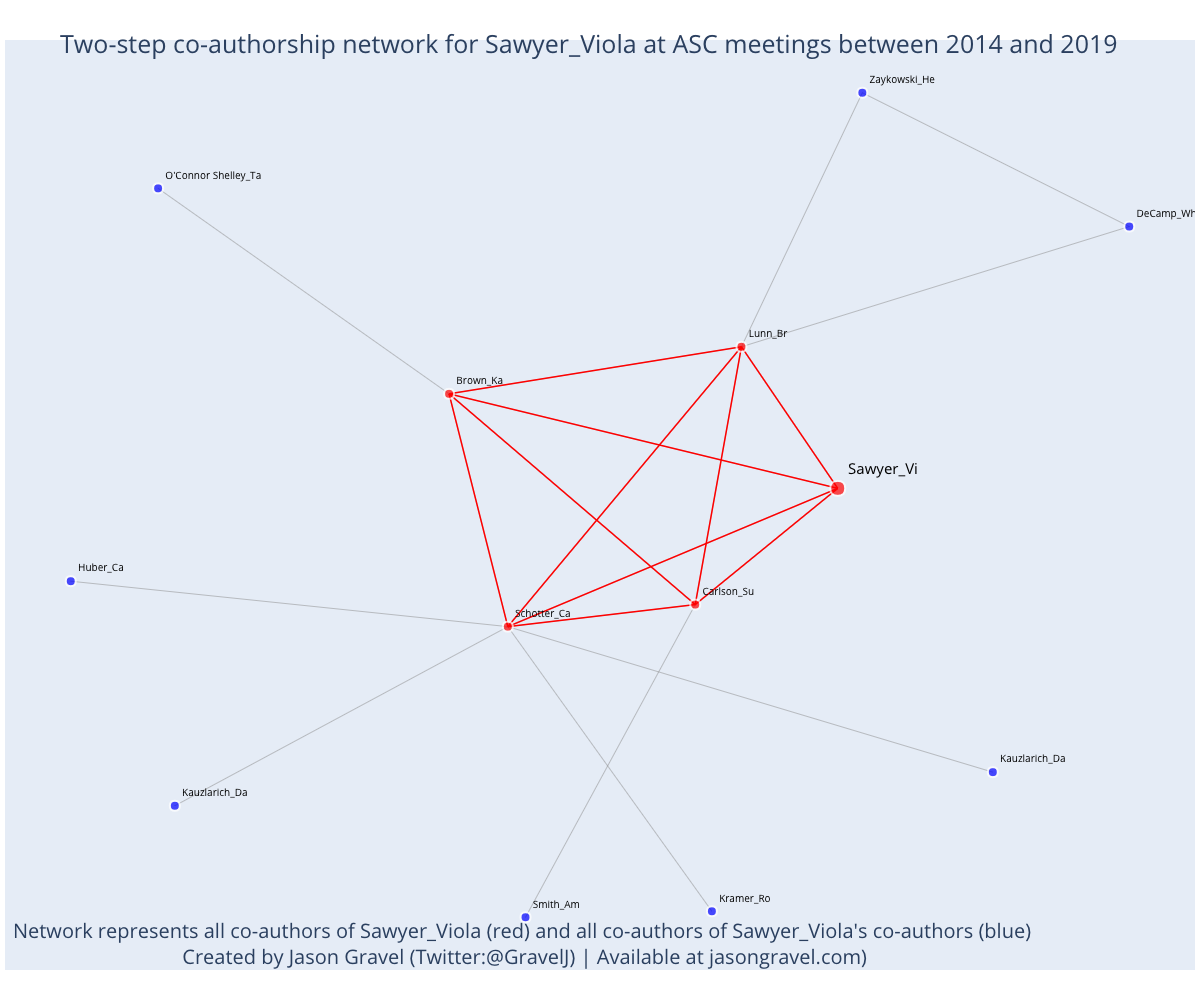 Two-step co-authorship network for Sawyer_Viola at ASC meetings between 2014 and 2019
Zaykowski_He
O'Connor Shelley_Ta
DeCamp_Wh
Lunn_Br
Brown_Ka
Sawyer_Vi
Huber_Ca
Carlson_Su
Schotter_Ca
Kauzlarich_Da
Kauzlarich_Da
Kramer_Ro
Smith_Am
Network represents all co-authors of Sawyer_Viola (red) and all co-authors of Sawyer_Viola's co-authors (blue)
Created by Jason Gravel (Twitter:@GravelJ) | Available at jasongravel.com)